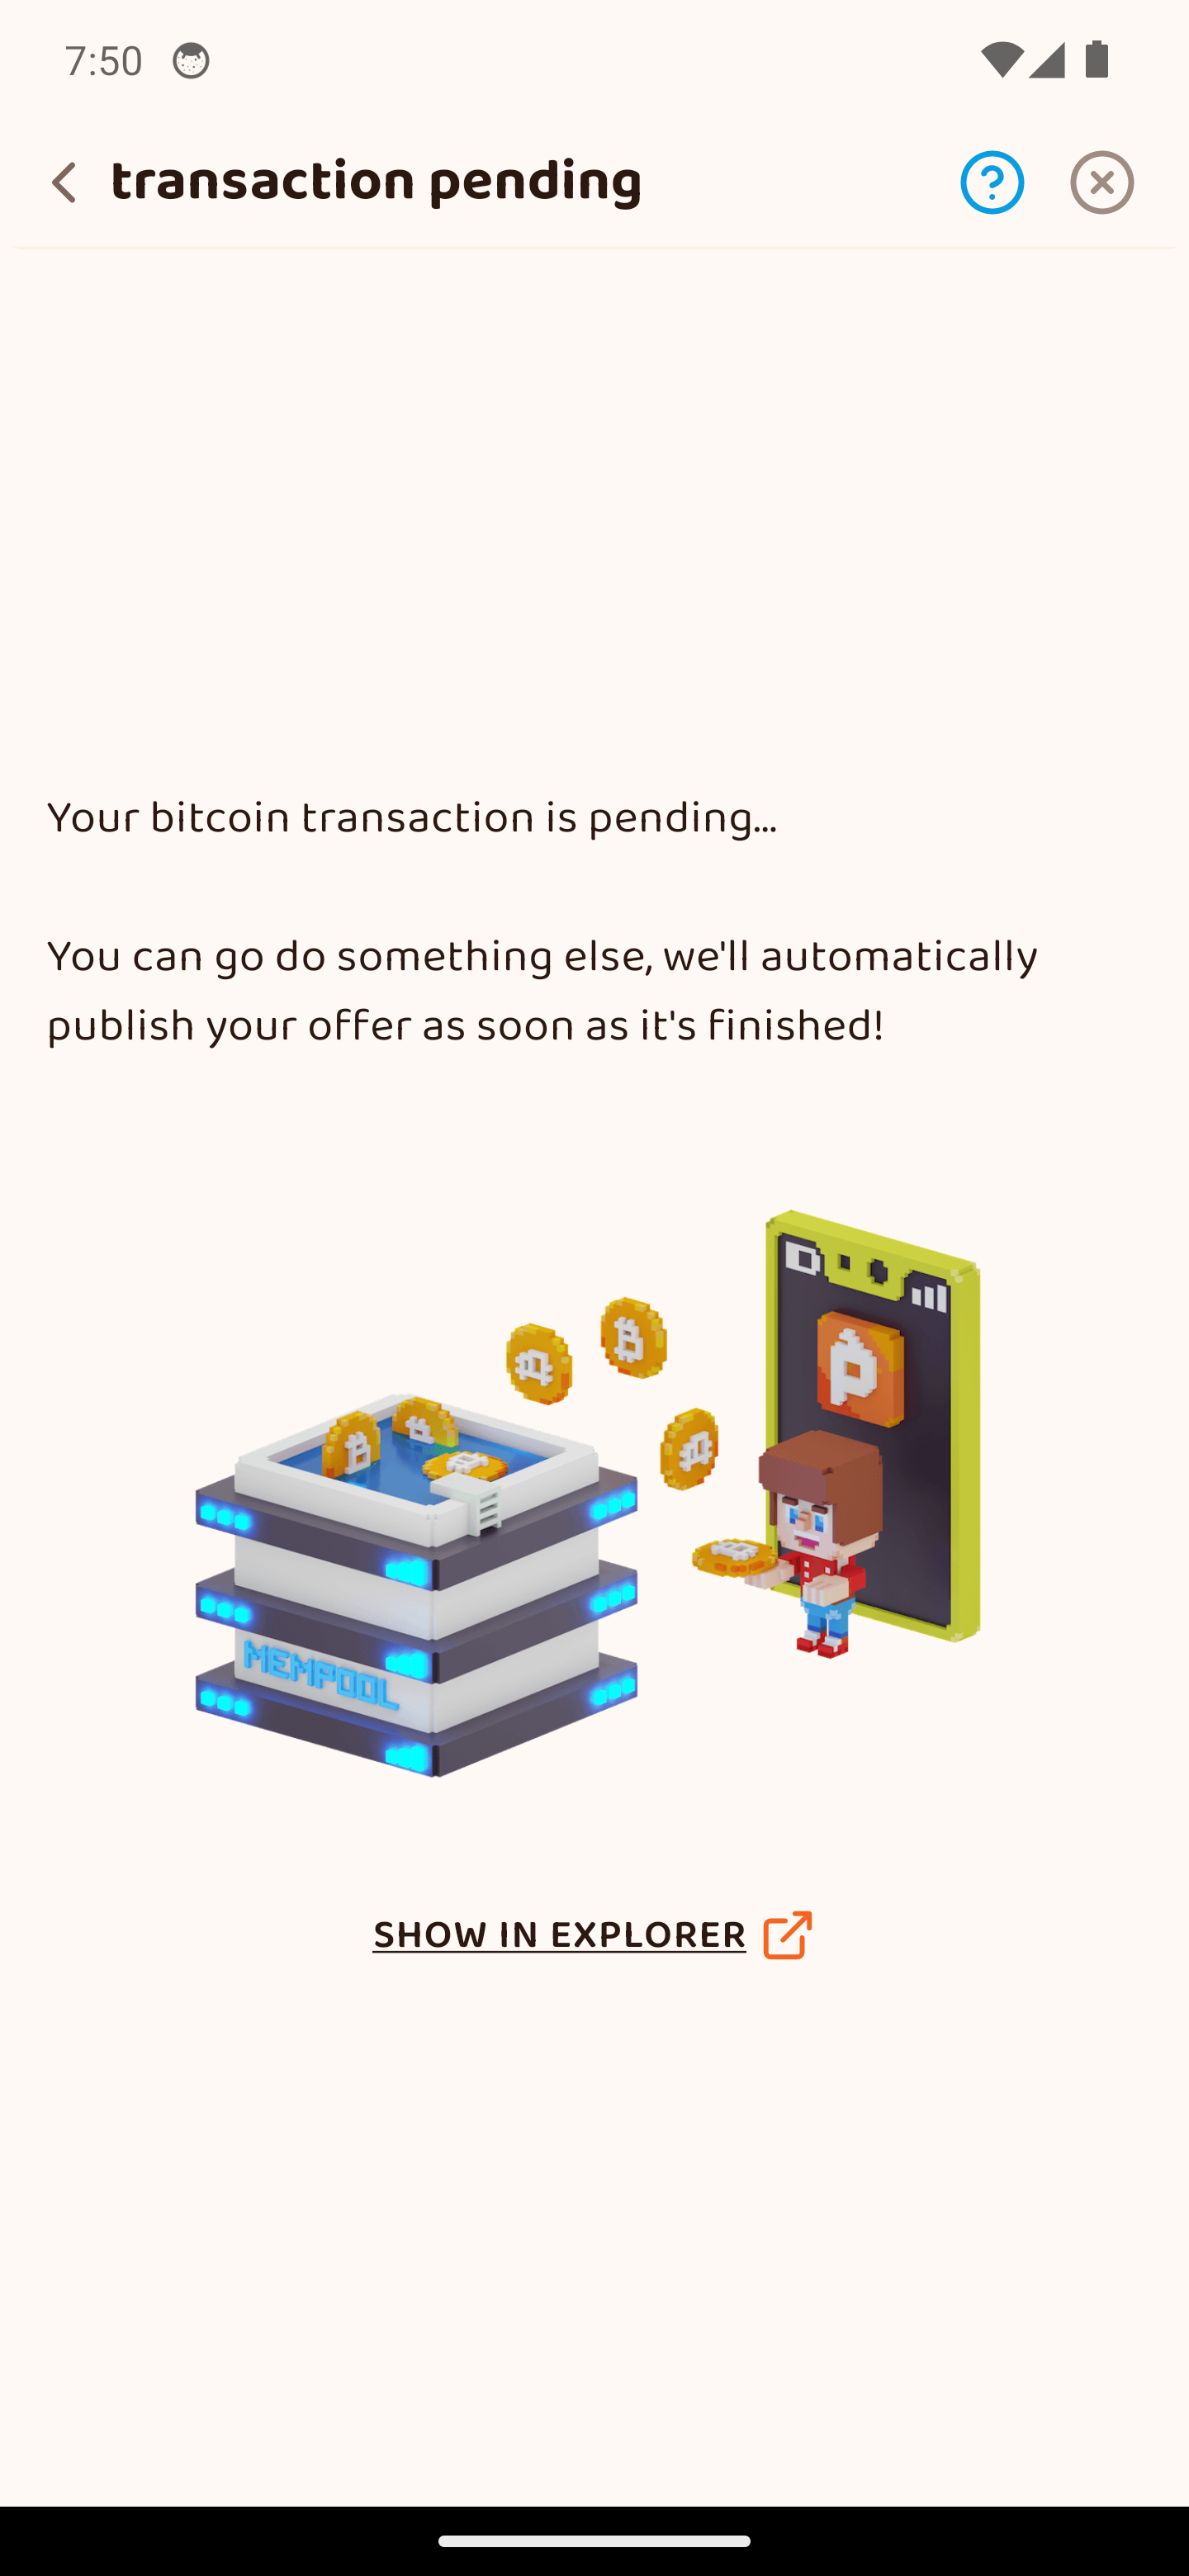 7:50
transaction pending
Your bitcoin transaction is pending...
You can go do something else, we'll automatically
publish your offer as soon as it's finished!
MEMPOOL
SHOW IN EXPLORER